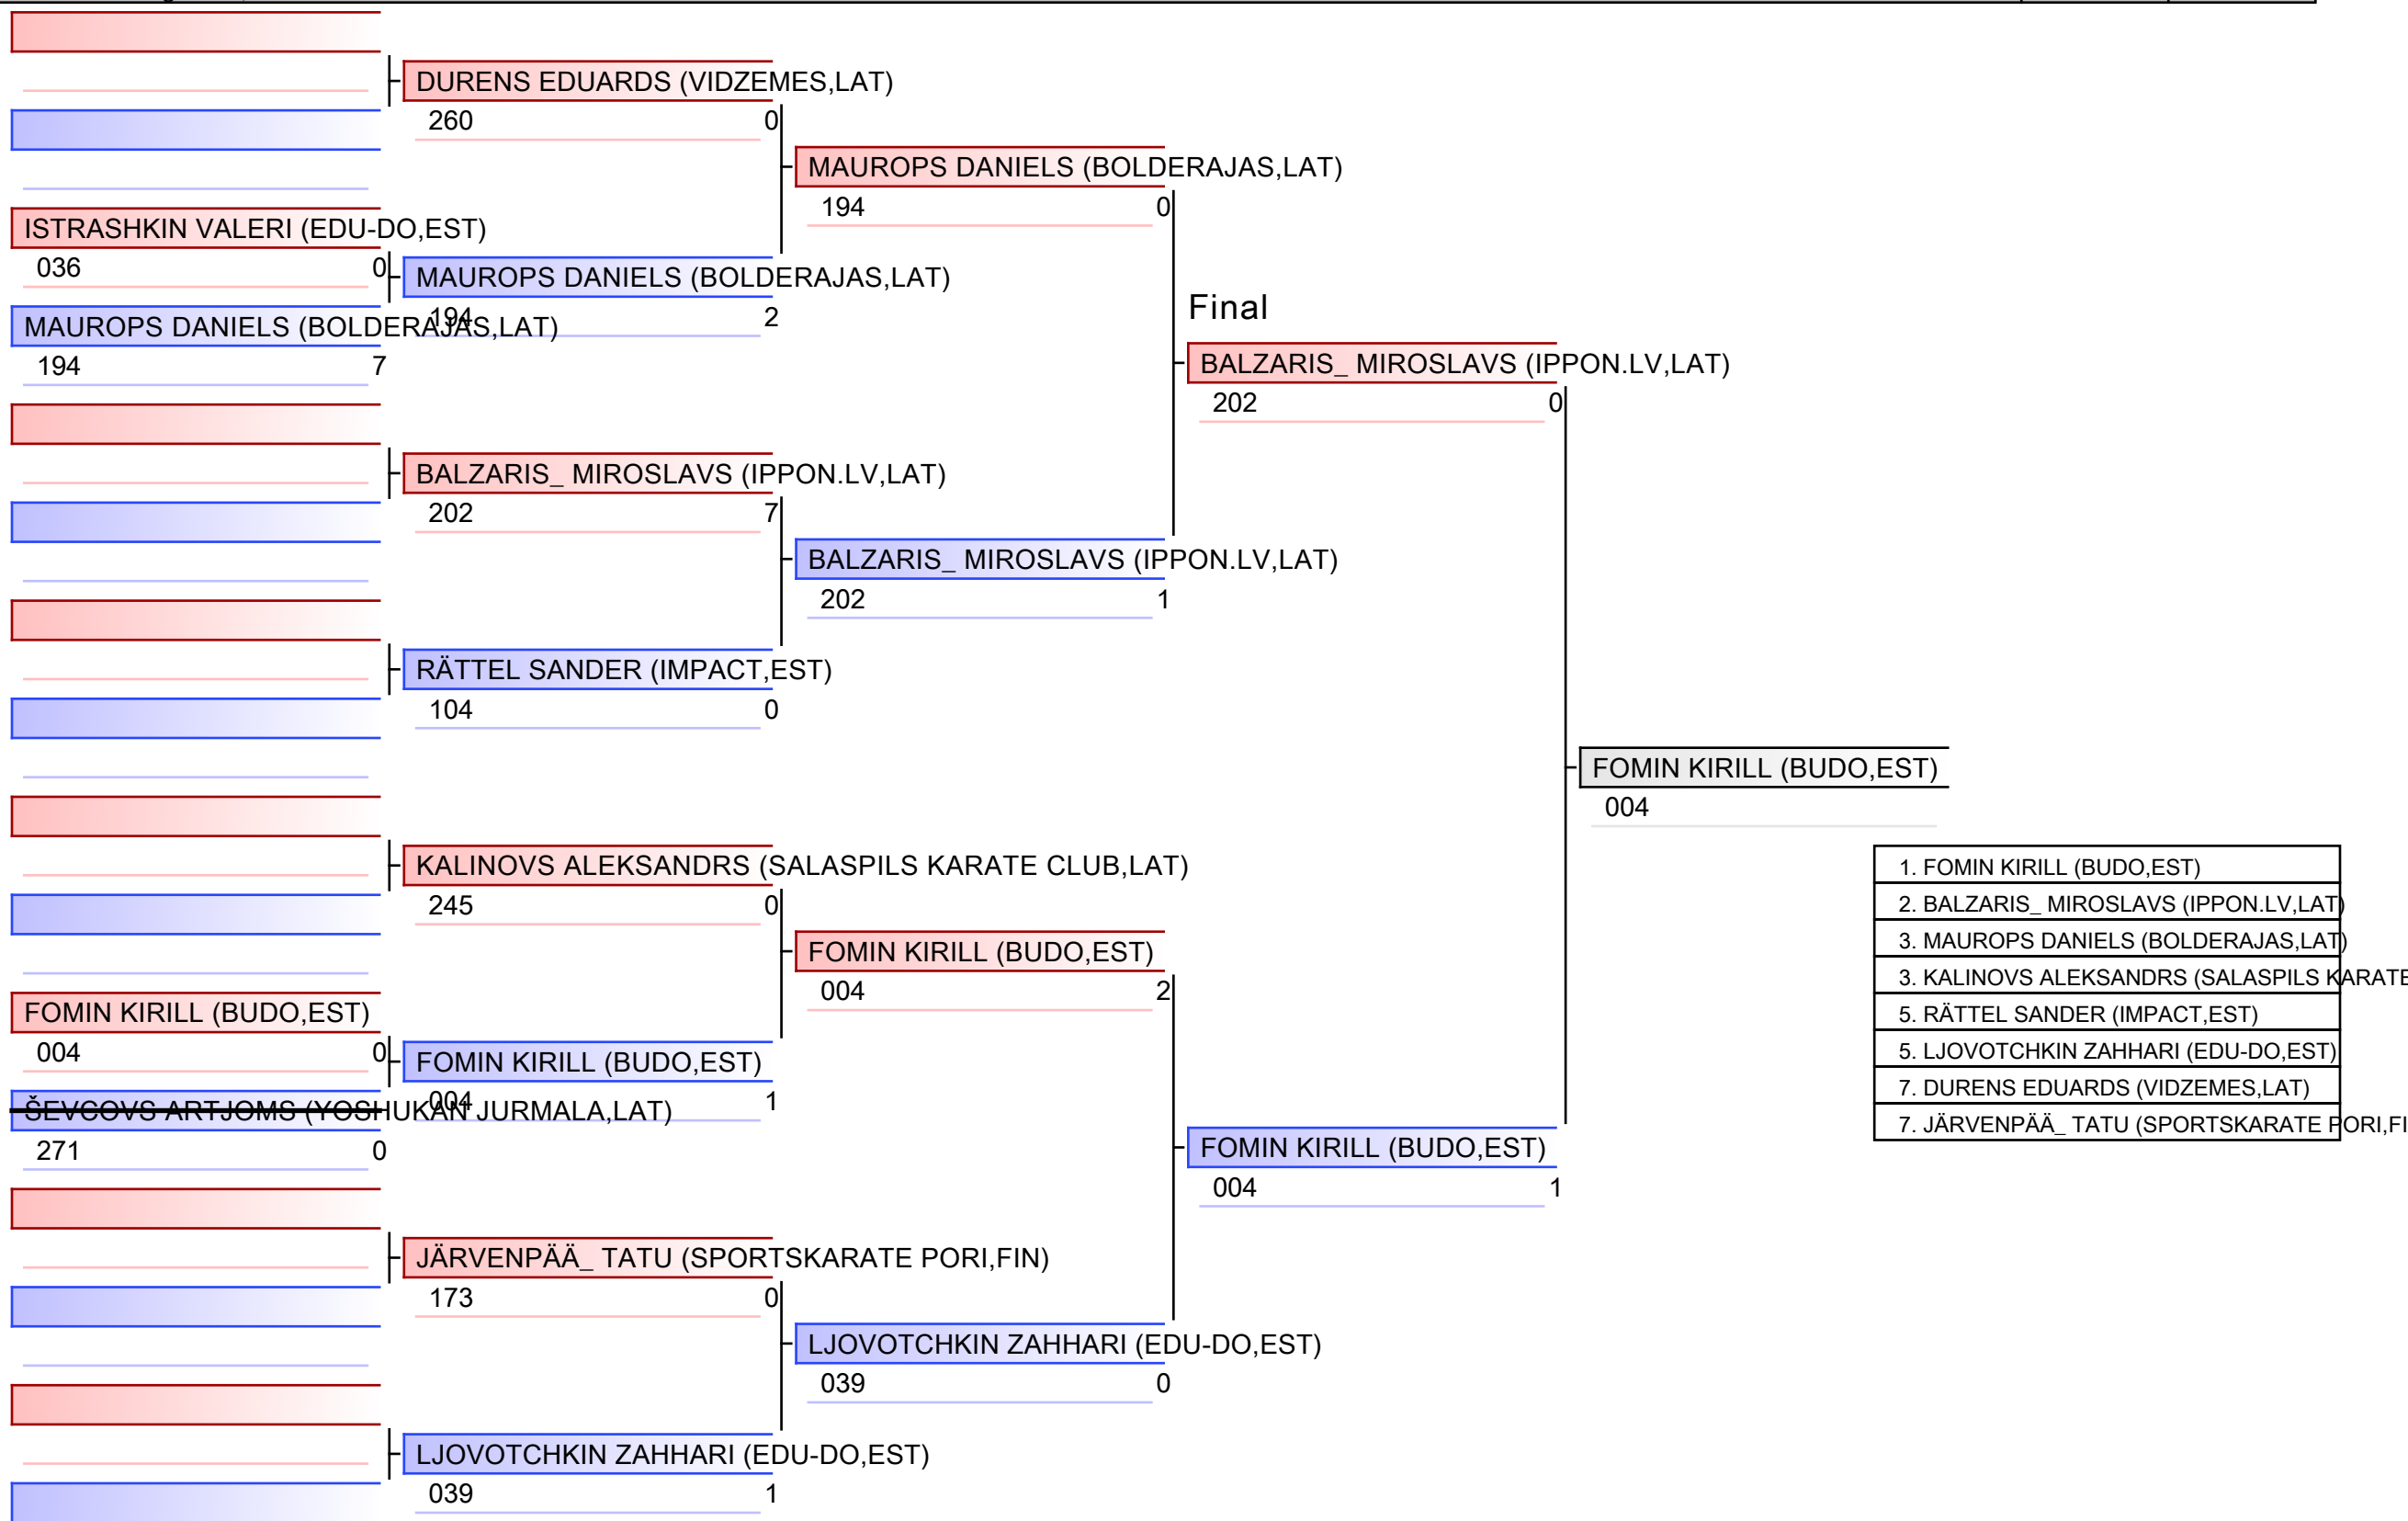 DURENS EDUARDS (VIDZEMES,LAT)
260 0
MAUROPS DANIELS (BOLDERAJAS,LAT)
194 0
ISTRASHKIN VALERI (EDU-DO,EST)
036 0
MAUROPS DANIELS (BOLDERAJAS,LAT)
194 2
MAUROPS DANIELS (BOLDERAJAS,LAT)
194 7
Final
BALZARIS_ MIROSLAVS (IPPON.LV,LAT)
202 0
BALZARIS_ MIROSLAVS (IPPON.LV,LAT)
202 7
BALZARIS_ MIROSLAVS (IPPON.LV,LAT)
202 1
RÄTTEL SANDER (IMPACT,EST)
104 0
FOMIN KIRILL (BUDO,EST)
004
KALINOVS ALEKSANDRS (SALASPILS KARATE CLUB,LAT)
245 0
FOMIN KIRILL (BUDO,EST)
004 2
FOMIN KIRILL (BUDO,EST)
004 0
FOMIN KIRILL (BUDO,EST)
004 1
ŠEVCOVS ARTJOMS (YOSHUKAN JURMALA,LAT)
271 0
FOMIN KIRILL (BUDO,EST)
004 1
JÄRVENPÄÄ_ TATU (SPORTSKARATE PORI,FIN)
173 0
LJOVOTCHKIN ZAHHARI (EDU-DO,EST)
039 0
LJOVOTCHKIN ZAHHARI (EDU-DO,EST)
039 1
1. FOMIN KIRILL (BUDO,EST)
2. BALZARIS_ MIROSLAVS (IPPON.LV,LAT)
3. MAUROPS DANIELS (BOLDERAJAS,LAT)
3. KALINOVS ALEKSANDRS (SALASPILS KARATE
5. RÄTTEL SANDER (IMPACT,EST)
5. LJOVOTCHKIN ZAHHARI (EDU-DO,EST)
7. DURENS EDUARDS (VIDZEMES,LAT)
7. JÄRVENPÄÄ_ TATU (SPORTSKARATE PORI,FI